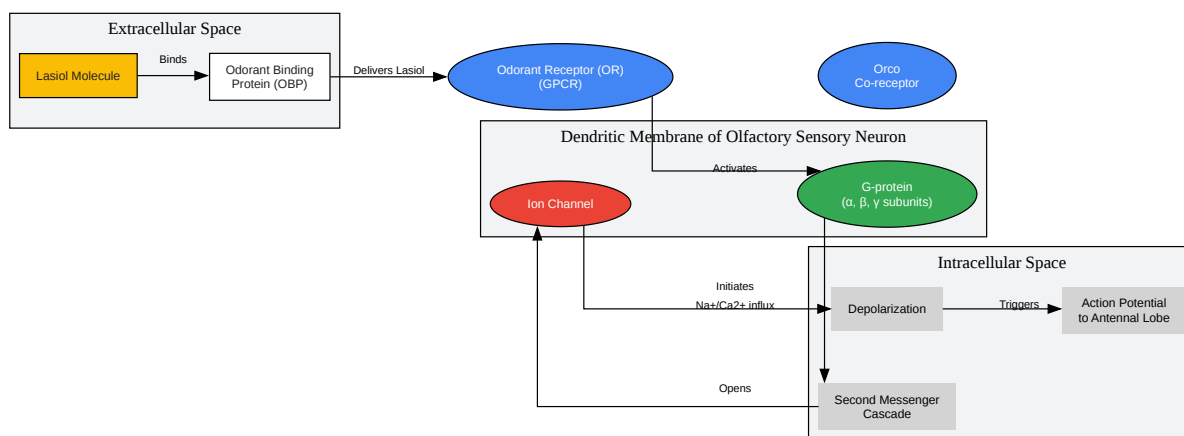 Extracellular Space
Lasiol Molecule
Binds
Odorant Binding
Protein (OBP)
Delivers Lasiol
Odorant Receptor (OR)
(GPCR)
Orco
Co-receptor
Dendritic Membrane of Olfactory Sensory Neuron
Activates
Ion Channel
G-protein
(α, β, γ subunits)
Intracellular Space
Initiates
Na+/Ca2+ influx
Depolarization
Triggers
Action Potential
to Antennal Lobe
Opens
Second Messenger
Cascade